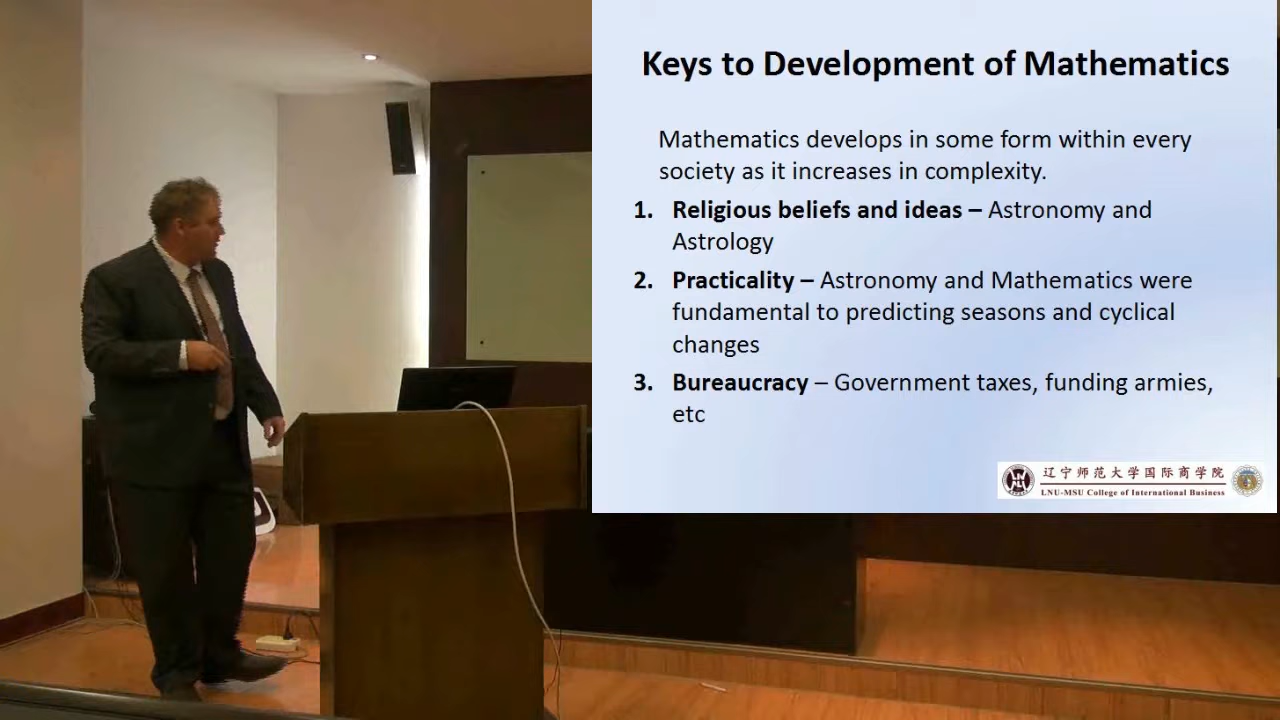 Keys to Development of Mathematics
Mathematics develops in some form within every
society as it increases in complexity.
1. Religious beliefs and ideas – Astronomy and
Astrology
2. Practicality – Astronomy and Mathematics were
fundamental to predicting seasons and cyclical
changes
3. Bureaucracy – Government taxes, funding armies,
etc
辽宁师范大学国际商学院
LNU-MSU College of International Business